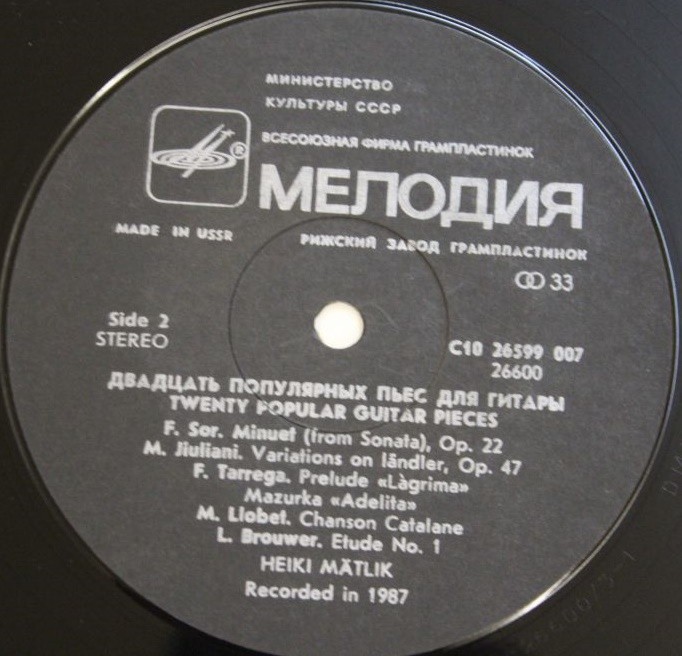 МИНИСТЕРСТВО
КУЛЬТУРЫ СССР
ВСЕСОЮЗНАЯ ФИРМА ГРАМПЛАСТИНОК
®
МЕЛОДИЯ
MADE IN USSR
РИЖСКИЙ ЗАВОД ГРАМПЛАСТИНОК
33
Side 2
STEREO
С10 26599 007
26600
ДВАДЦАТЬ ПОПУЛЯРНЫХ ПЬЕС ДЛЯ ГИТАРЫ
TWENTY POPULAR GUITAR PIECES
F. Sor. Minuet (from Sonata), Op. 22
M. Jiuliani. Variations on ländler, Op. 47
F. Tarrega. Prelude «Làgrima»
Mazurka «Adelita»
M. Llobet. Chanson Catalane
L. Brouwer. Etude No. 1
HEIKI MÄTLIK
Recorded in 1987